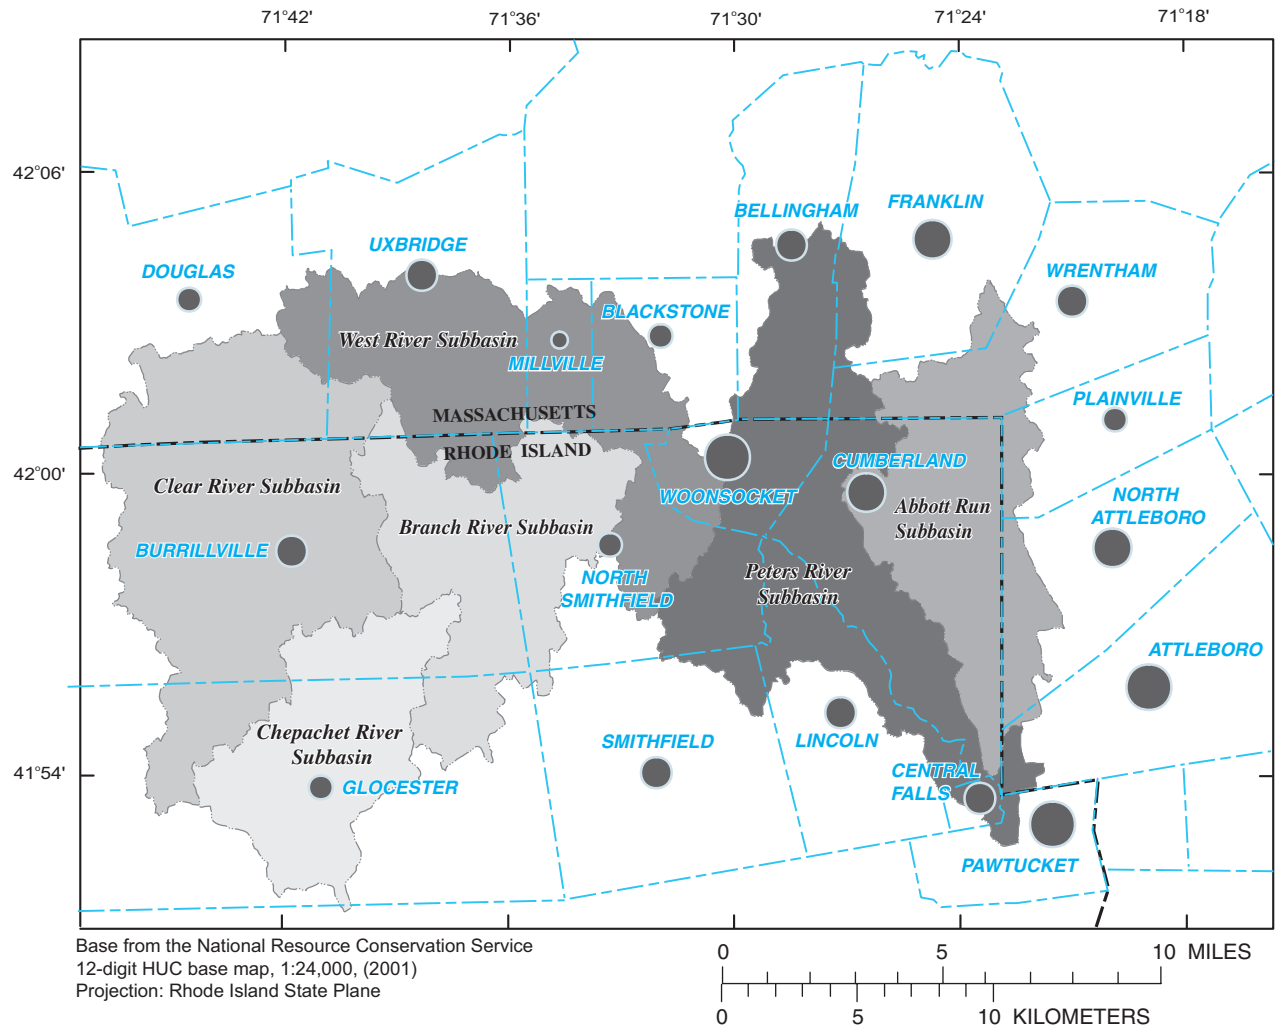 71°42'
71°36'
71°30'
71°24'
71°18'
42°06'
42°00'
41°54'
BELLINGHAM
FRANKLIN
UXBRIDGE
DOUGLAS
WRENTHAM
BLACKSTONE
West River Subbasin
MILLVILLE
PLAINVILLE
MASSACHUSETTS
RHODE ISLAND
CUMBERLAND
Clear River Subbasin
WOONSOCKET
NORTH
ATTLEBORO
Abbott Run
Subbasin
Branch River Subbasin
BURRILLVILLE
NORTH
SMITHFIELD
Peters River
Subbasin
ATTLEBORO
Chepachet River
Subbasin
SMITHFIELD
LINCOLN
CENTRAL
FALLS
GLOCESTER
PAWTUCKET
Base from the National Resource Conservation Service
12-digit HUC base map, 1:24,000, (2001)
Projection: Rhode Island State Plane
0 5 10 MILES
0 5 10 KILOMETERS